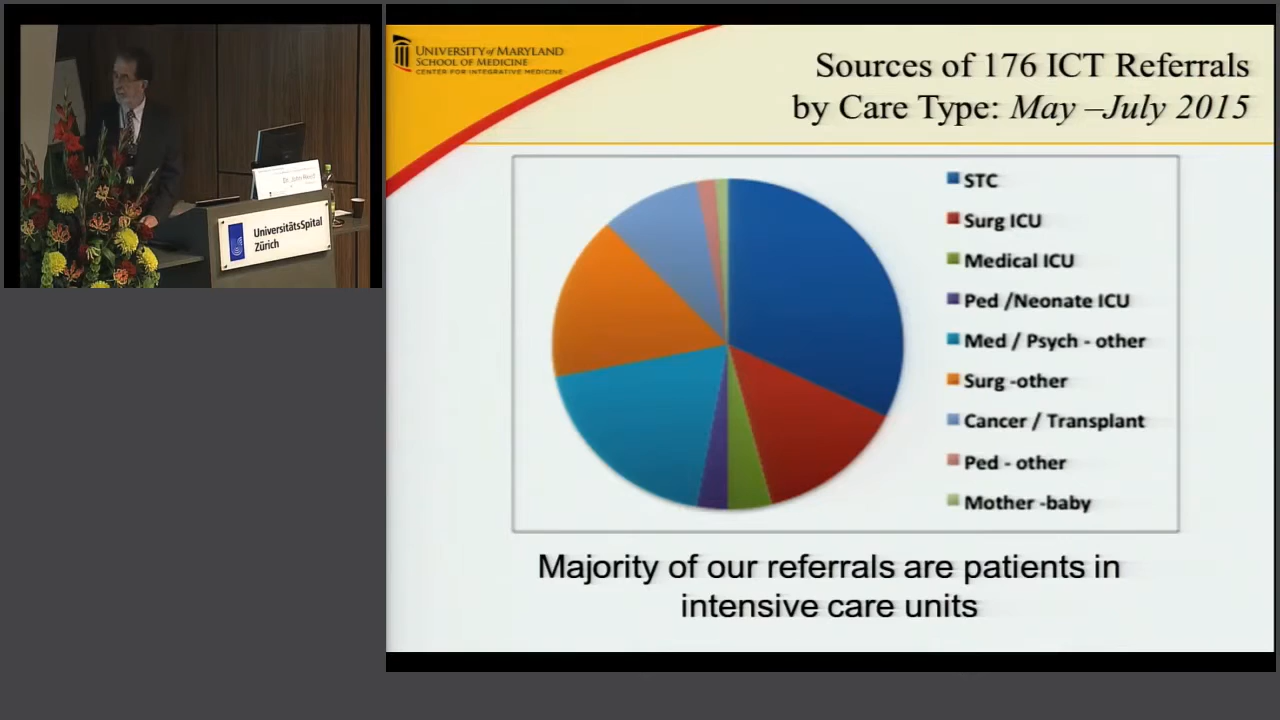 UniversitätsSpital
Zürich
UNIVERSITY of MARYLAND
SCHOOL OF MEDICINE
CENTER FOR INTEGRATIVE MEDICINE
Sources of 176 ICT Referrals
by Care Type: May –July 2015
STC
Surg ICU
Medical ICU
Ped /Neonate ICU
Med / Psych - other
Surg -other
Cancer / Transplant
Ped - other
Mother -baby
Majority of our referrals are patients in
intensive care units